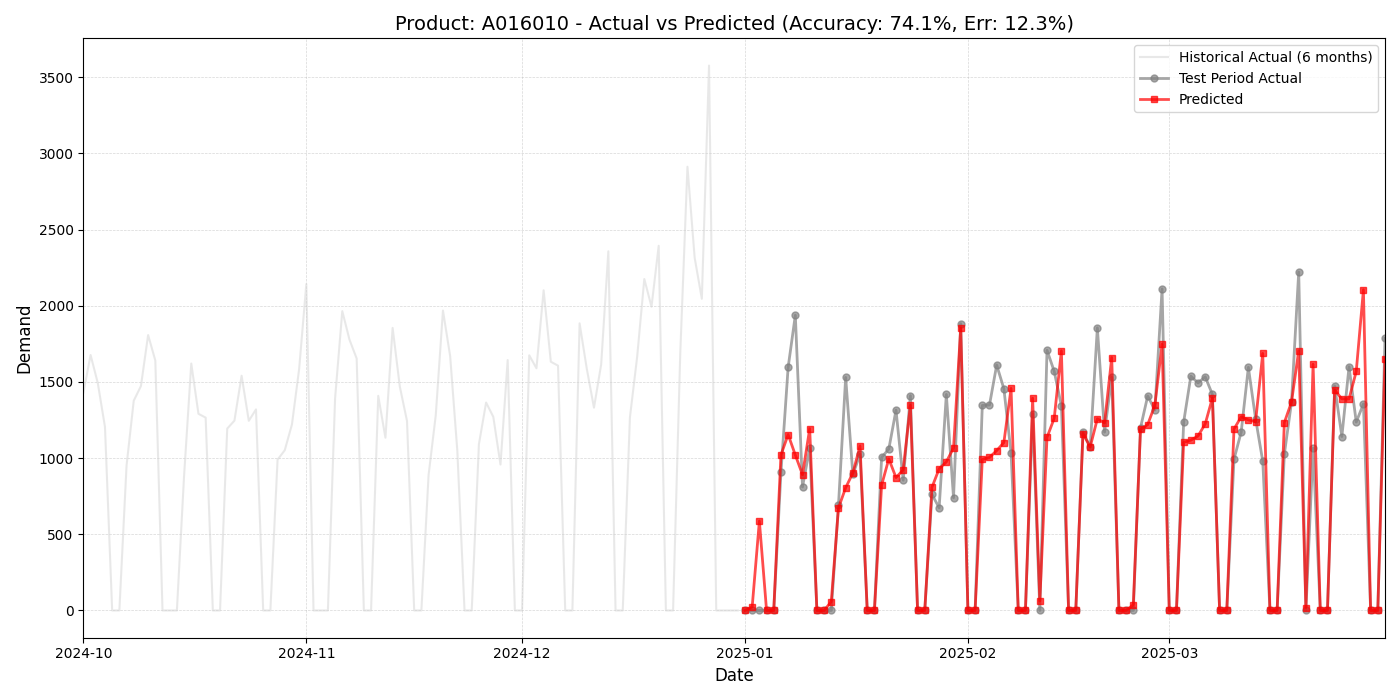 Product: A016010 - Actual vs Predicted (Accuracy: 74.1%, Err: 12.3%)
Historical Actual (6 months)
Test Period Actual
Predicted
Demand
3500
3000
2500
2000
1500
1000
500
0
2024-10
2024-11
2024-12
2025-01
2025-02
2025-03
Date